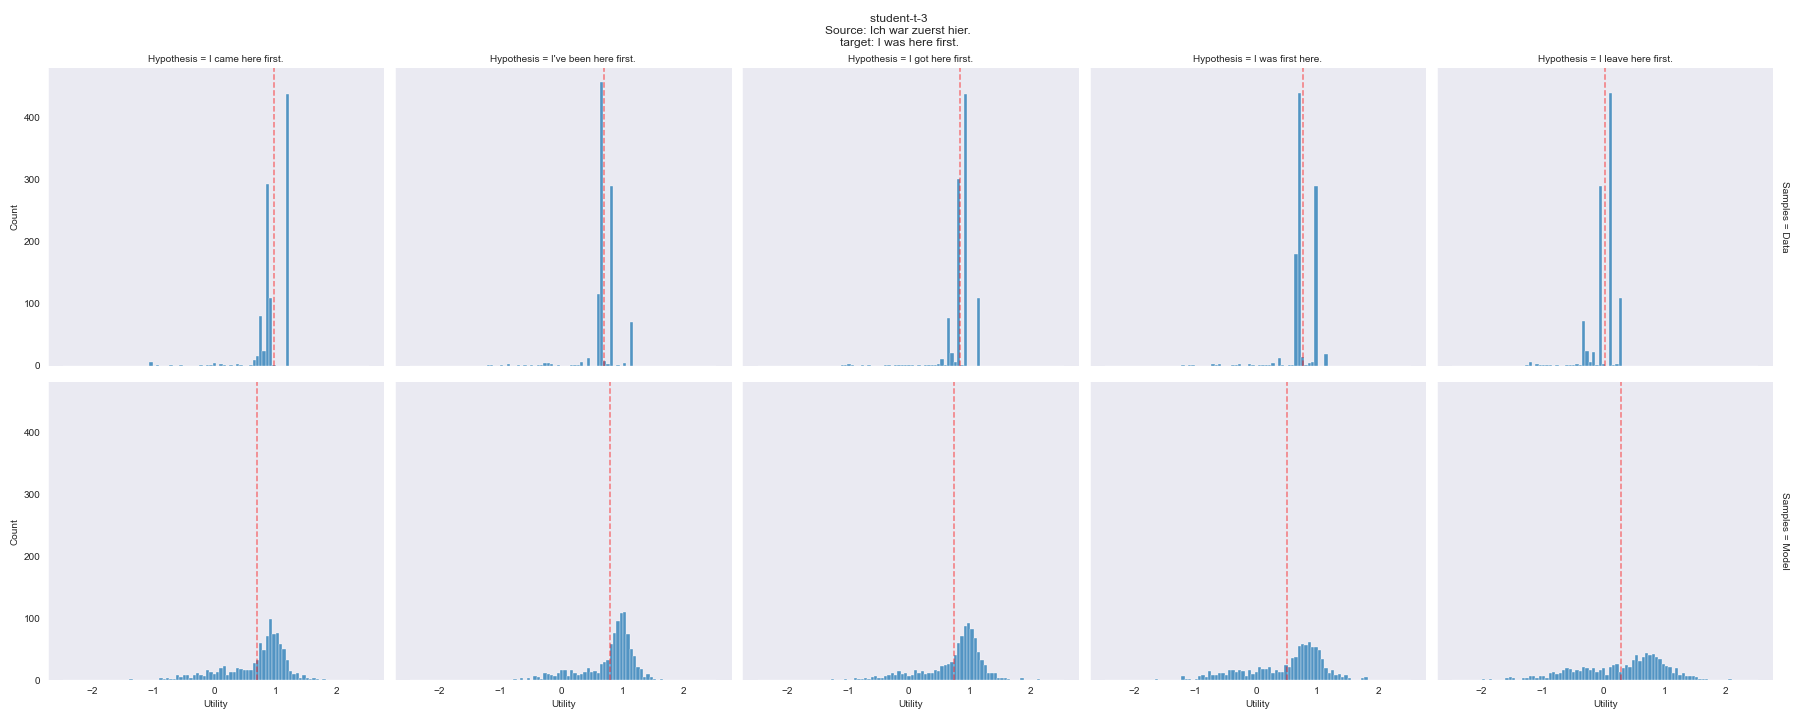 student-t-3
Source: Ich war zuerst hier.
target: I was here first.
Hypothesis = I came here first.
Hypothesis = I've been here first.
Hypothesis = I got here first.
Hypothesis = I was first here.
Hypothesis = I leave here first.
400
300
200
100
0
Count
Samples = Data
400
300
200
100
0
Count
Samples = Model
−2 −1 0 1 2
−2 −1 0 1 2
−2 −1 0 1 2
−2 −1 0 1 2
−2 −1 0 1 2
Utility
Utility
Utility
Utility
Utility